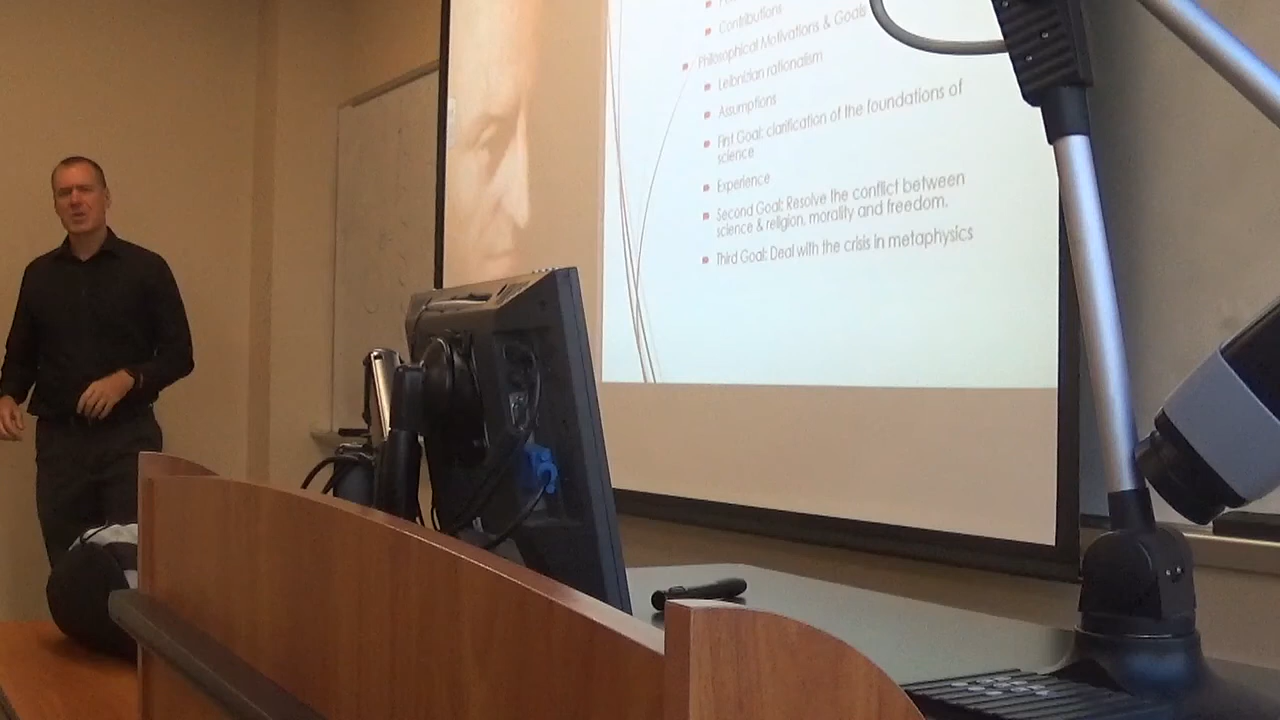 Contributions
Philosophical Motivations & Goals
Leibnizian rationalism
Assumptions
First Goal: clarification of the foundations of
science
Experience
Second Goal: Resolve the conflict between
science & religion, morality and freedom.
Third Goal: Deal with the crisis in metaphysics